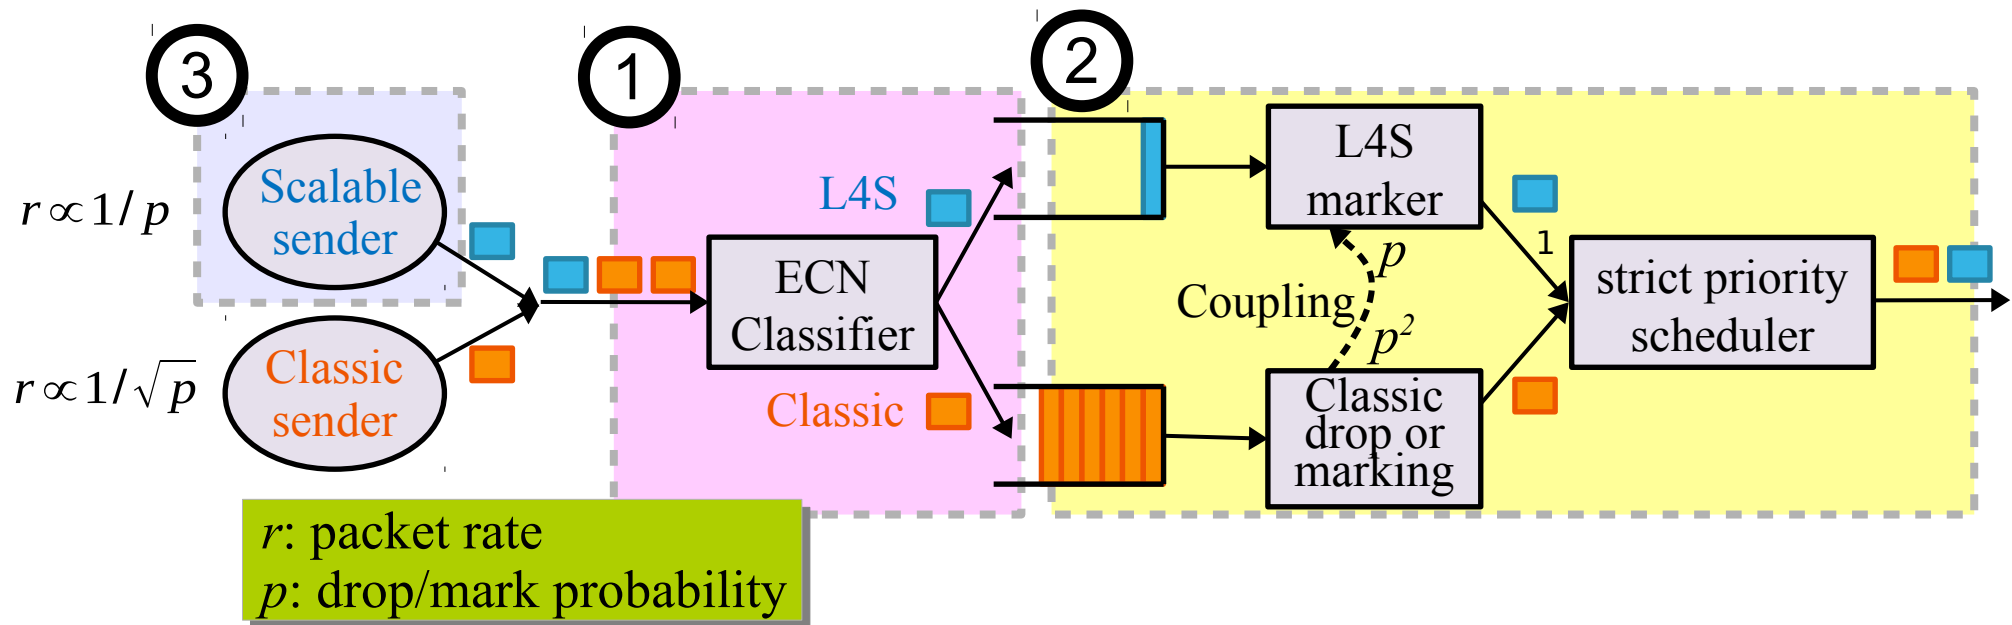 3
1
2
r ∝ 1 / p
Scalable
sender
r ∝ 1 / √p
Classic
sender
L4S
ECN
Classifier
Classic
L4S
marker
p
Coupling
p²
Classic
drop or
marking
1
strict priority
scheduler
r: packet rate
p: drop/mark probability